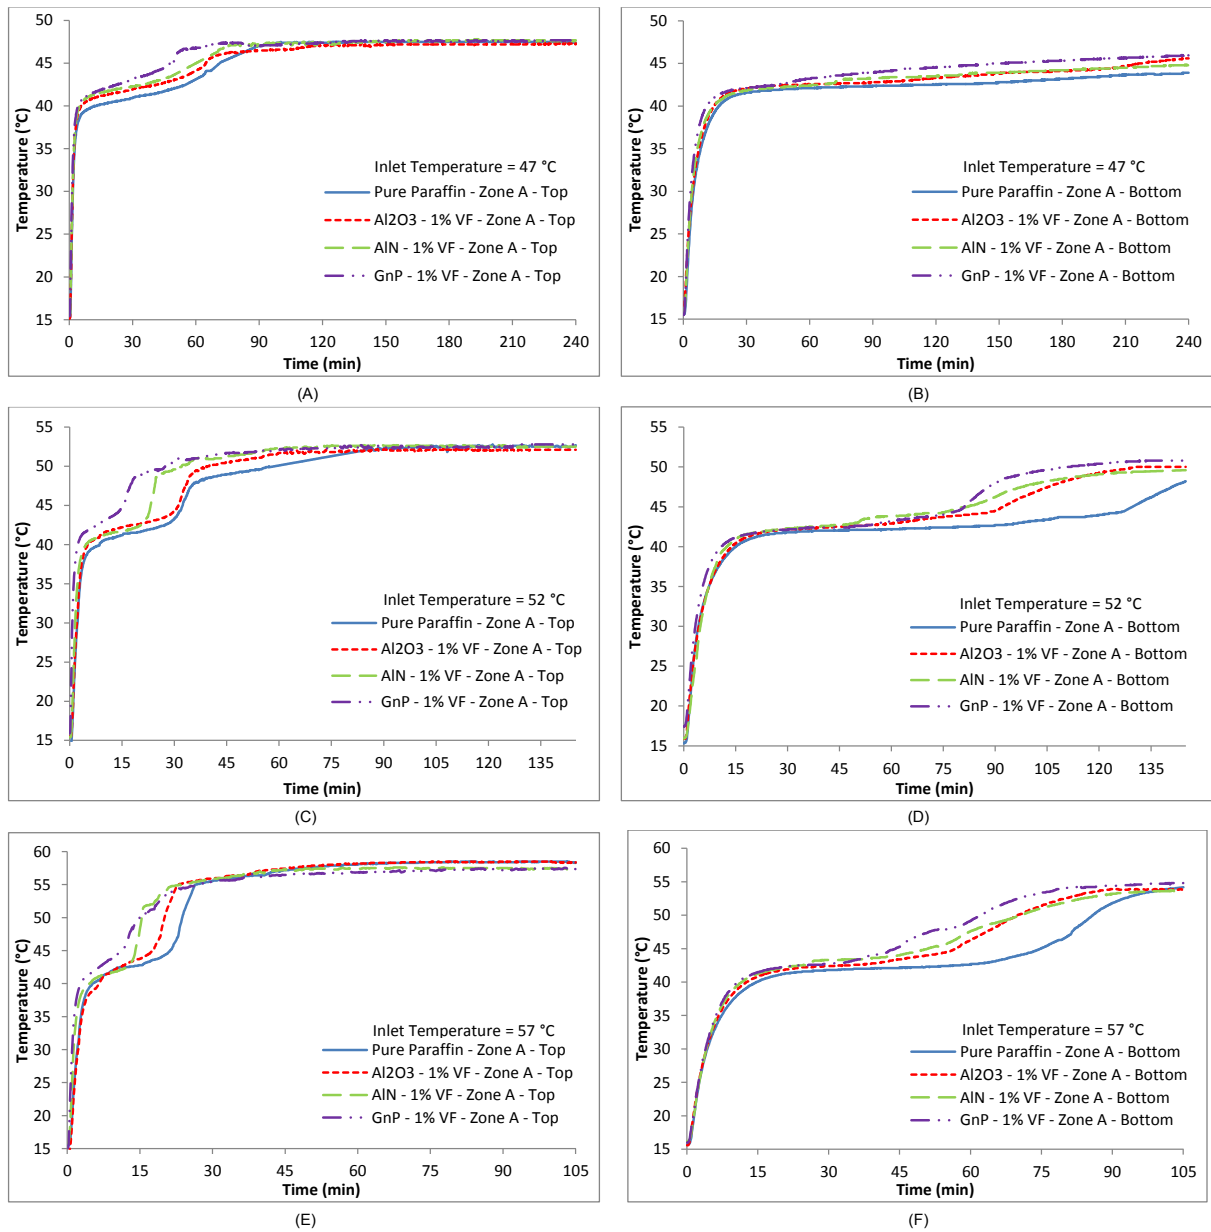 50
45
40
35
30
25
20
15
Temperature (°C)
Inlet Temperature = 47 °C
Pure Paraffin - Zone A - Top
Al2O3 - 1% VF - Zone A - Top
AlN - 1% VF - Zone A - Top
GnP - 1% VF - Zone A - Top
0 30 60 90 120 150 180 210 240
Time (min)
(A)
50
45
40
35
30
25
20
15
Temperature (°C)
Inlet Temperature = 47 °C
Pure Paraffin - Zone A - Bottom
Al2O3 - 1% VF - Zone A - Bottom
AlN - 1% VF - Zone A - Bottom
GnP - 1% VF - Zone A - Bottom
0 30 60 90 120 150 180 210 240
Time (min)
(B)
55
50
45
40
35
30
25
20
15
Temperature (°C)
Inlet Temperature = 52 °C
Pure Paraffin - Zone A - Top
Al2O3 - 1% VF - Zone A - Top
AlN - 1% VF - Zone A - Top
GnP - 1% VF - Zone A - Top
0 15 30 45 60 75 90 105 120 135
Time (min)
(C)
55
50
45
40
35
30
25
20
15
Temperature (°C)
Inlet Temperature = 52 °C
Pure Paraffin - Zone A - Bottom
Al2O3 - 1% VF - Zone A - Bottom
AlN - 1% VF - Zone A - Bottom
GnP - 1% VF - Zone A - Bottom
0 15 30 45 60 75 90 105 120 135
Time (min)
(D)
60
55
50
45
40
35
30
25
20
15
Temperature (°C)
Inlet Temperature = 57 °C
Pure Paraffin - Zone A - Top
Al2O3 - 1% VF - Zone A - Top
AlN - 1% VF - Zone A - Top
GnP - 1% VF - Zone A - Top
0 15 30 45 60 75 90 105
Time (min)
(E)
60
55
50
45
40
35
30
25
20
15
Temperature (°C)
Inlet Temperature = 57 °C
Pure Paraffin - Zone A - Bottom
Al2O3 - 1% VF - Zone A - Bottom
AlN - 1% VF - Zone A - Bottom
GnP - 1% VF - Zone A - Bottom
0 15 30 45 60 75 90 105
Time (min)
(F)